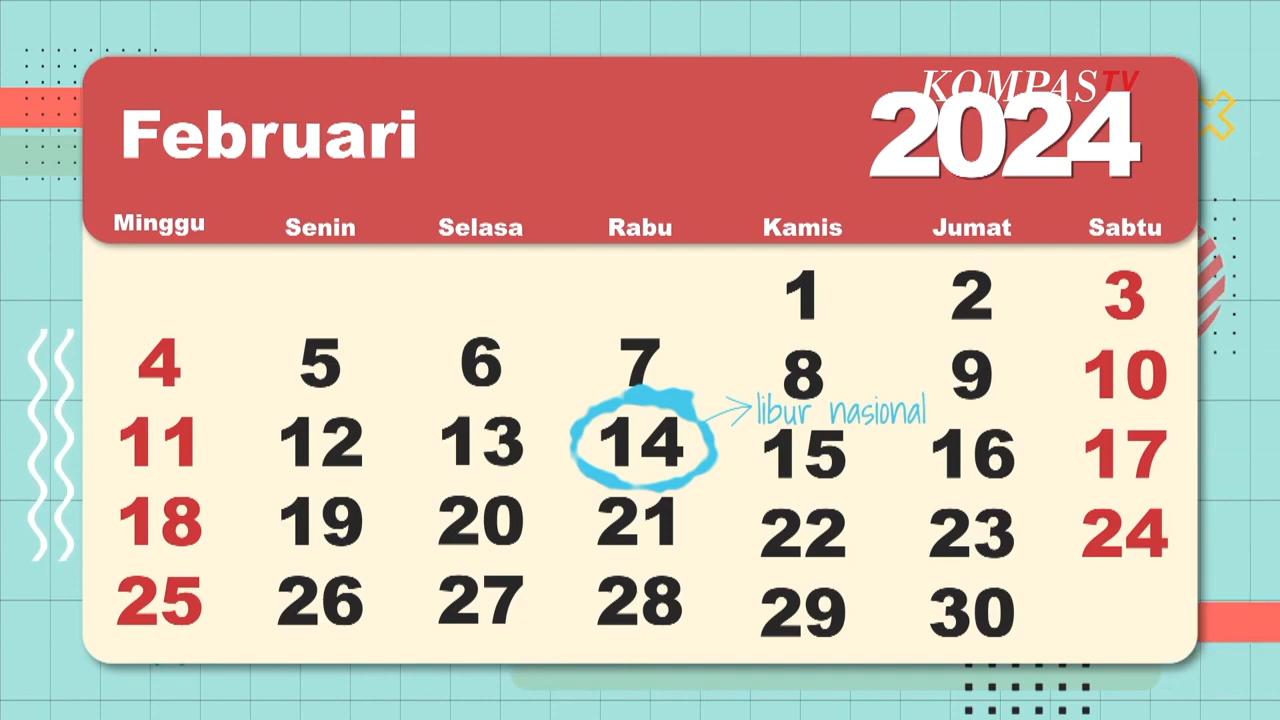 KOMPASTV
Februari 2024
Minggu Senin Selasa Rabu Kamis Jumat Sabtu
1 2 3
4 5 6 7 8 9 10
libur nasional
11 12 13 14 15 16 17
18 19 20 21 22 23 24
25 26 27 28 29 30